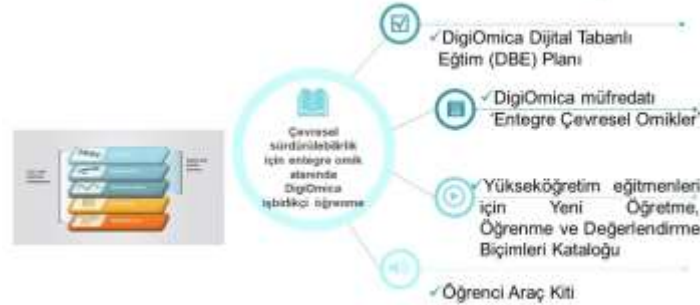 ✓DigiOmica Dijital Tabanlı
Eğtim (DBE) Planı
✓DigiOmica müfredatı
'Entegre Çevresel Omikler'
Çevresel
sürdürülebilirlik
için entegre omik
alanında
DigiOmica
işbirlikçi öğrenme
✓Yükseköğretim eğitmenleri
için Yeni Öğretme,
Öğrenme ve Değerlendirme
Biçimleri Kataloğu
✓Öğrenci Araç Kiti